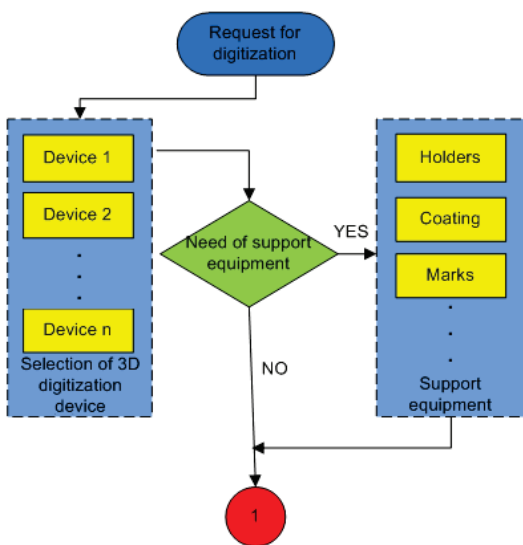 Request for
digitization
Device 1
Device 2
.
.
.
Device n
Selection of 3D
digitization
device
Need of support
equipment
YES
NO
Holders
Coating
Marks
.
.
.
Support
equipment
1